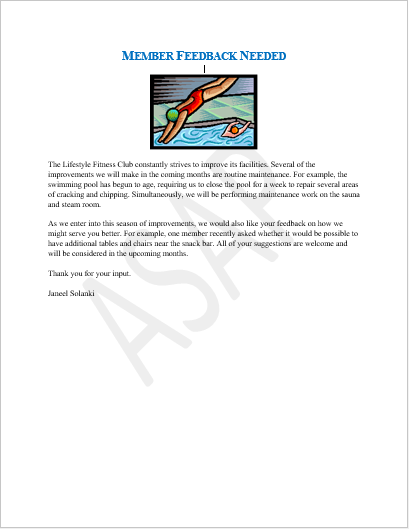 MEMBER FEEDBACK NEEDED
The Lifestyle Fitness Club constantly strives to improve its facilities. Several of the
improvements we will make in the coming months are routine maintenance. For example, the
swimming pool has begun to age, requiring us to close the pool for a week to repair several areas
of cracking and chipping. Simultaneously, we will be performing maintenance work on the sauna
and steam room.
As we enter into this season of improvements, we would also like your feedback on how we
might serve you better. For example, one member recently asked whether it would be possible to
have additional tables and chairs near the snack bar. All of your suggestions are welcome and
will be considered in the upcoming months.
Thank you for your input.
Janeel Solanki
ASAP